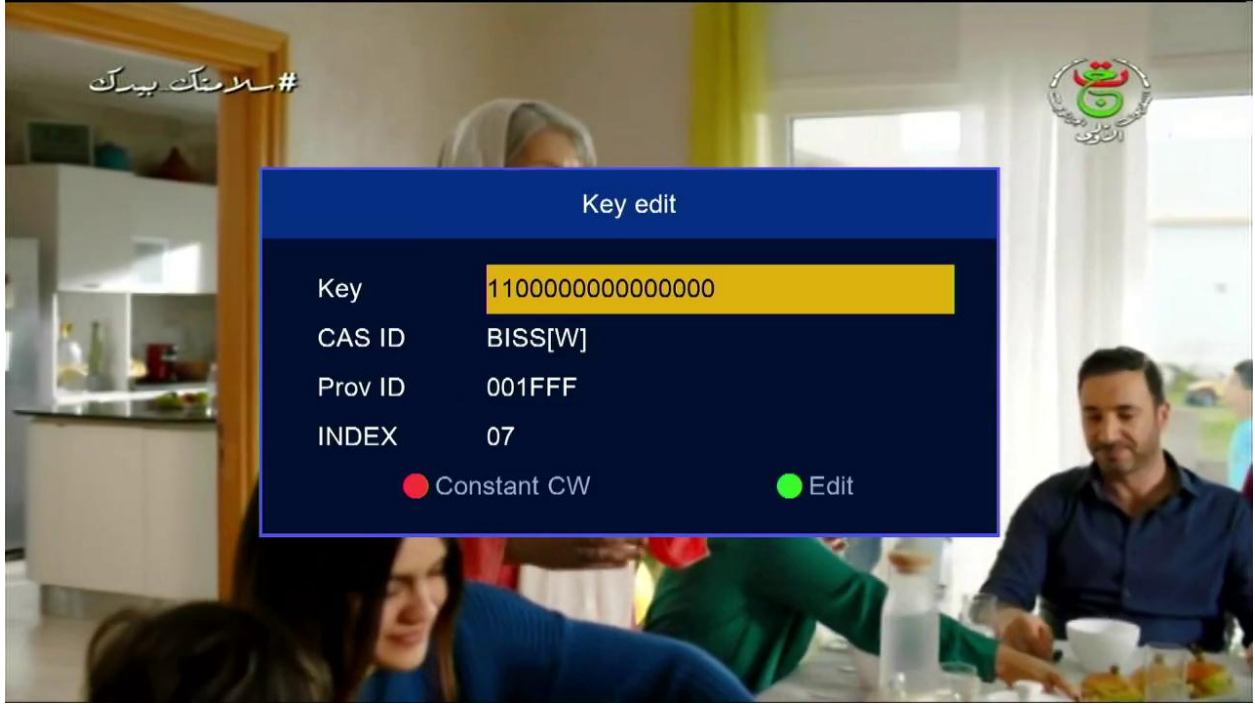 #سلامتك بيدك
Key edit
Key 1100000000000000
CAS ID BISS[W]
Prov ID 001FFF
INDEX 07
Constant CW Edit